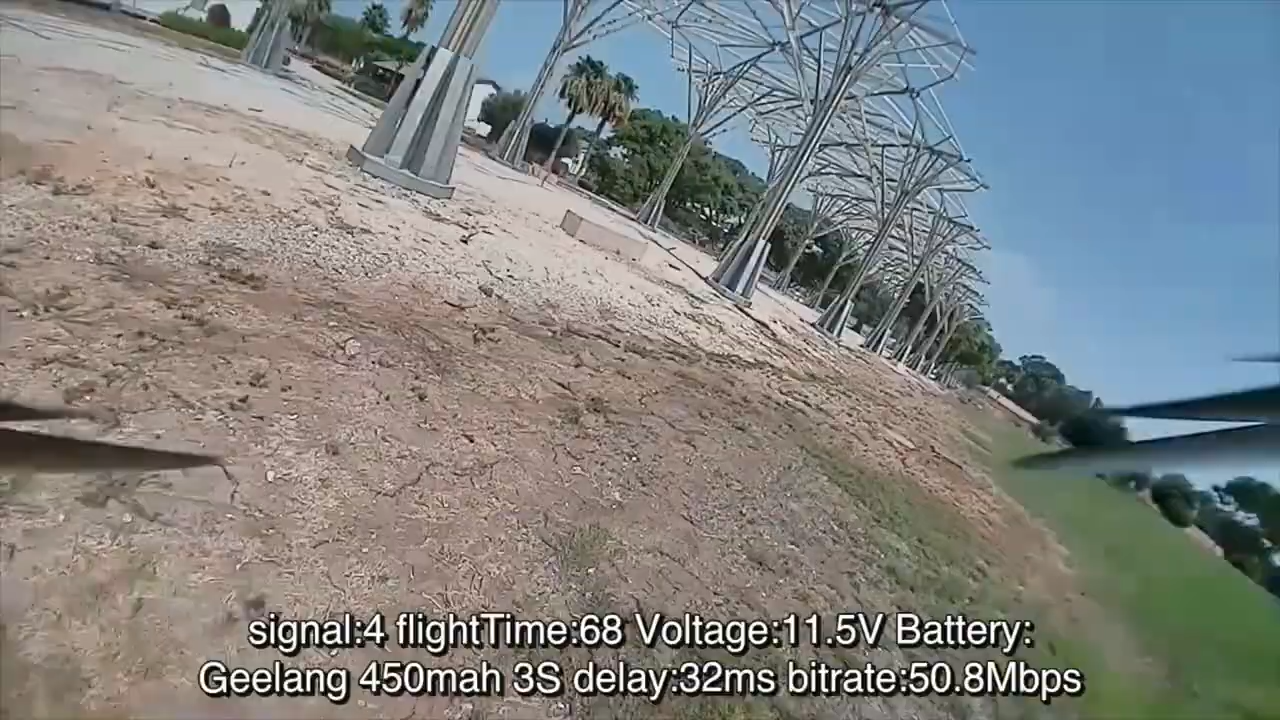 signal:4 flightTime:68 Voltage:11.5V Battery:
Geelang 450mah 3S delay:32ms bitrate:50.8Mbps